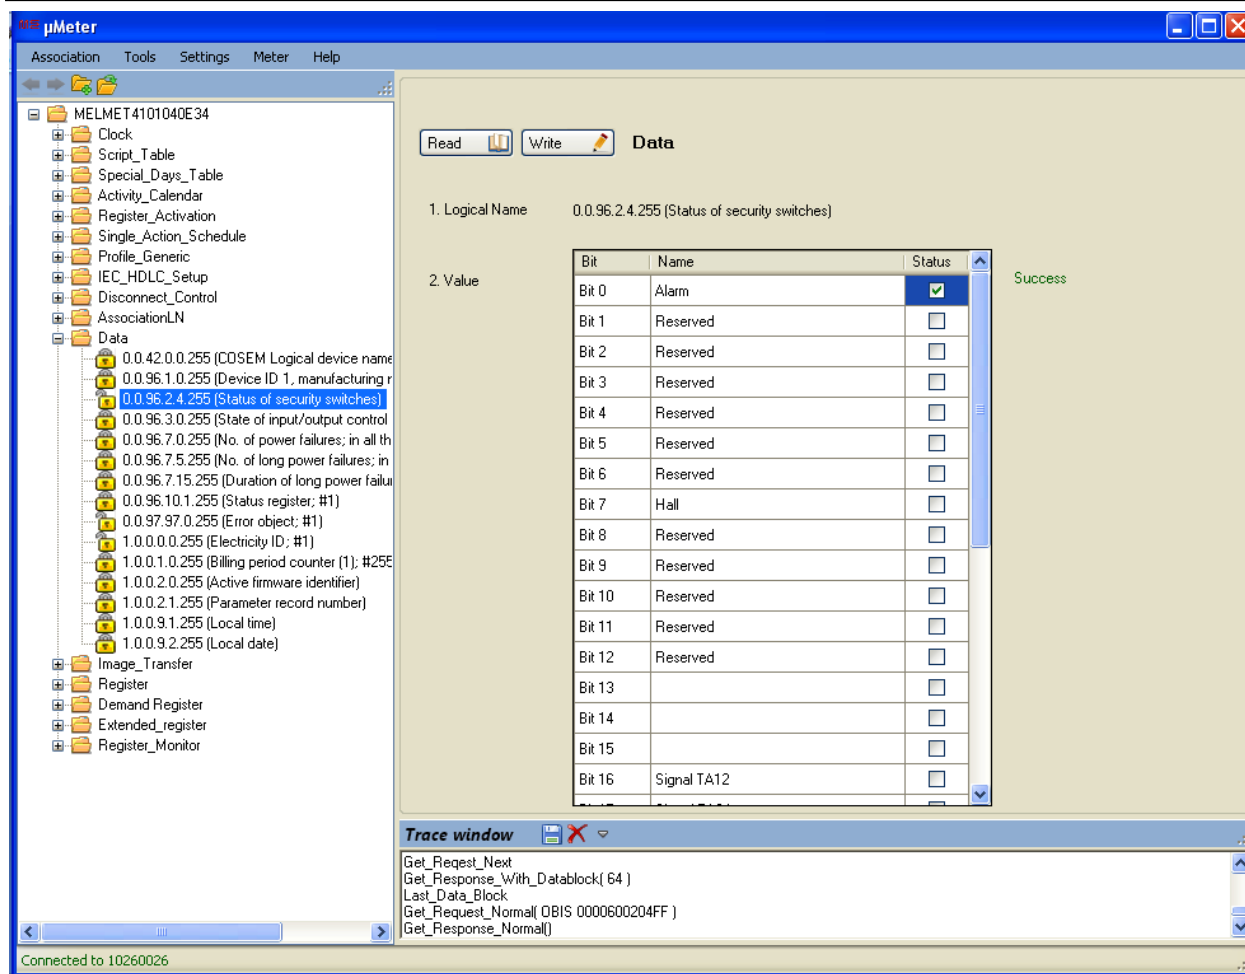 µMeter
Association Tools Settings Meter Help
MELMET4101040E34
Clock
Script_Table
Special_Days_Table
Activity_Calendar
Register_Activation
Single_Action_Schedule
Profile_Generic
IEC_HDLC_Setup
Disconnect_Control
AssociationLN
Data
0.0.42.0.0.255 (COSEM Logical device name
0.0.96.1.0.255 (Device ID 1, manufacturing
0.0.96.2.4.255 (Status of security switches)
0.0.96.3.0.255 (State of input/output control
0.0.96.7.0.255 (No. of power failures; in all th
0.0.96.7.5.255 (No. of long power failures; in
0.0.96.7.15.255 (Duration of long power failu
0.0.96.10.1.255 (Status register; #1)
0.0.97.97.0.255 (Error object; #1)
1.0.0.0.0.255 (Electricity ID; #1)
1.0.0.1.0.255 (Billing period counter (1); #255
1.0.0.2.0.255 (Active firmware identifier)
1.0.0.2.1.255 (Parameter record number)
1.0.0.9.1.255 (Local time)
1.0.0.9.2.255 (Local date)
Image_Transfer
Register
Demand Register
Extended_register
Register_Monitor
Read Write Data
1. Logical Name 0.0.96.2.4.255 (Status of security switches)
2. Value
Success
Bit Name Status
Bit 0 Alarm
Bit 1 Reserved
Bit 2 Reserved
Bit 3 Reserved
Bit 4 Reserved
Bit 5 Reserved
Bit 6 Reserved
Bit 7 Hall
Bit 8 Reserved
Bit 9 Reserved
Bit 10 Reserved
Bit 11 Reserved
Bit 12 Reserved
Bit 13
Bit 14
Bit 15
Bit 16 Signal TA12
Trace window
Get_Reqest_Next
Get_Response_With_Datablock( 64 )
Last_Data_Block
Get_Request_Normal( OBIS 0000600204FF )
Get_Response_Normal()
Connected to 10260026